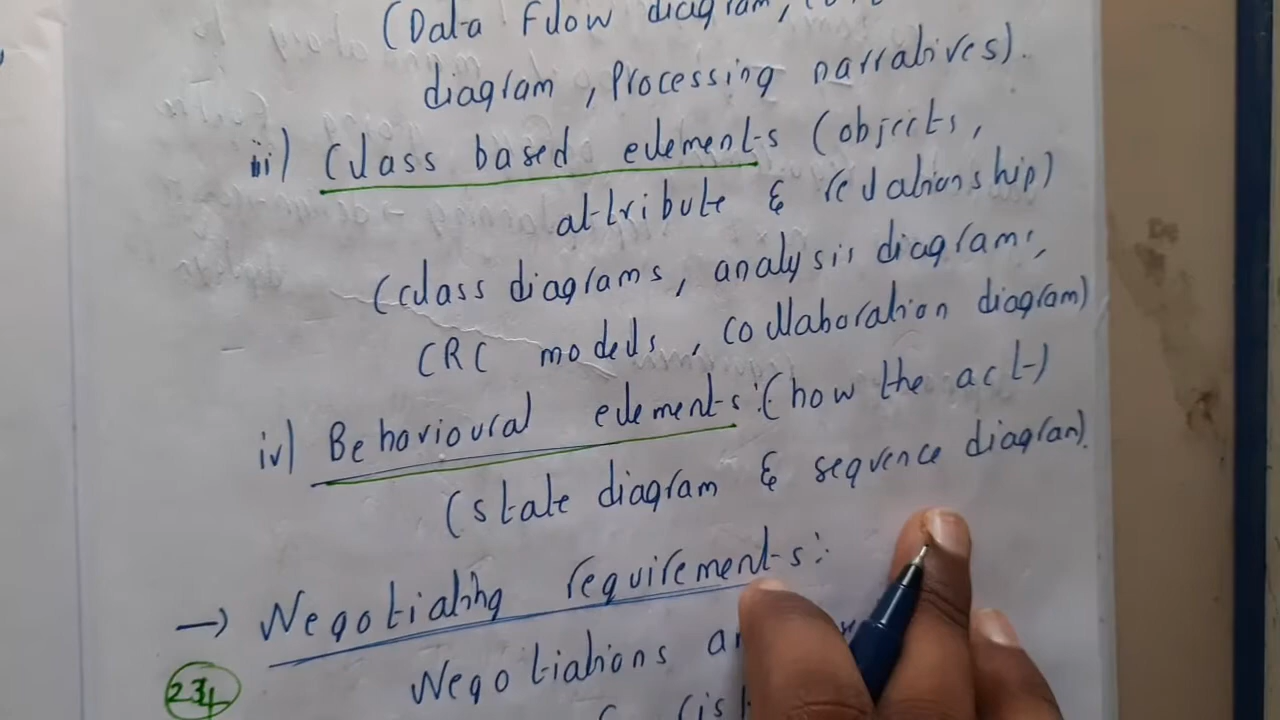 (Data Flow diagram,
diagram, Processing narratives).
iii) Class based elements (objects,
attribute & relationship)
(class diagrams, analysis diagrams,
CRC models, collaboration diagram)
iv) Behavioural elements: (how the act)
(state diagram & sequence diagram).
→ Negotiating requirements:
Negotiations
234